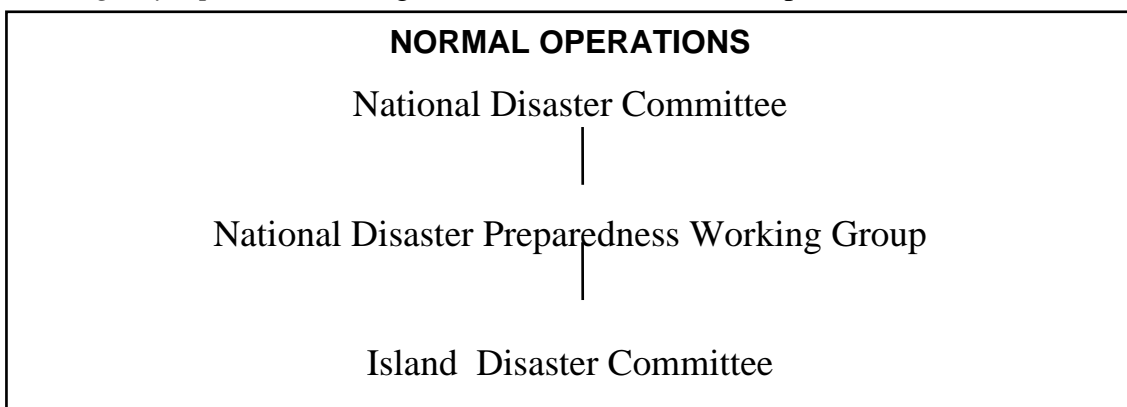 NORMAL OPERATIONS
National Disaster Committee
National Disaster Preparedness Working Group
Island Disaster Committee